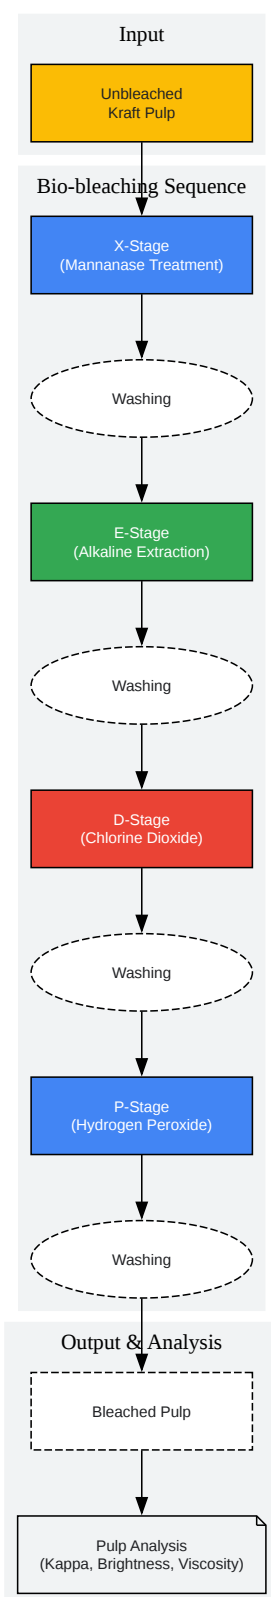 Input
Unbleached
Kraft Pulp
Bio-bleaching Sequence
X-Stage
(Mannanase Treatment)
Washing
E-Stage
(Alkaline Extraction)
Washing
D-Stage
(Chlorine Dioxide)
Washing
P-Stage
(Hydrogen Peroxide)
Washing
Output & Analysis
Bleached Pulp
Pulp Analysis
(Kappa, Brightness, Viscosity)